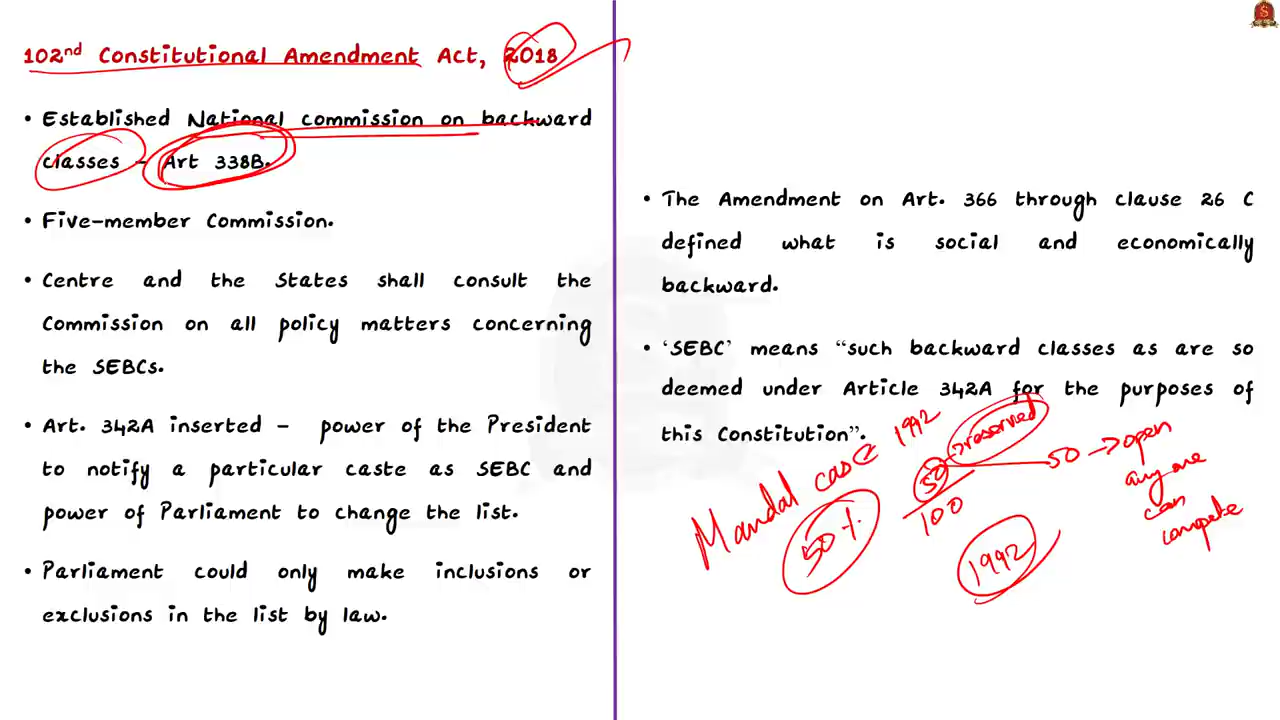 102nd Constitutional Amendment Act, 2018
• Established National commission on backward
classes - Art 338B.
• Five-member Commission.
• Centre and the States shall consult the
Commission on all policy matters concerning
the SEBCs.
• Art. 342A inserted - power of the President
to notify a particular caste as SEBC and
power of Parliament to change the list.
• Parliament could only make inclusions or
exclusions in the list by law.
• The Amendment on Art. 366 through clause 26 C
defined what is social and economically
backward.
• ‘SEBC’ means “such backward classes as are so
deemed under Article 342A for the purposes of
this Constitution”.
Mandal case 1992
50%
50 → reserved
100
50 → open
any one
can
compete
1992